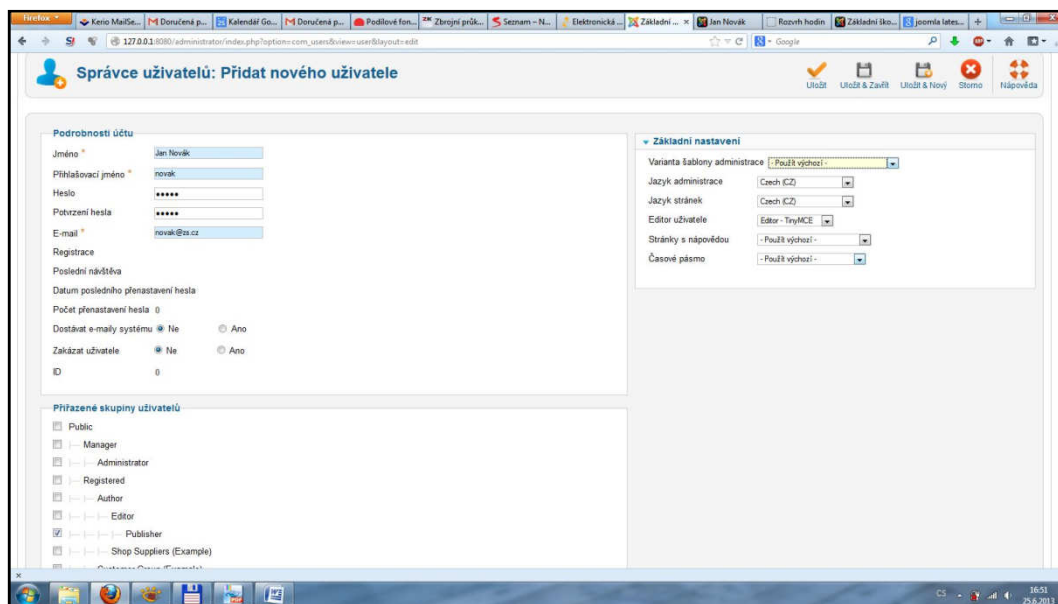 Firefox
Kerio MailSe...
Doručená p...
Kalendář Go...
Doručená p...
Podílové fon...
Zbrojní průk...
Seznam – N...
Elektronická ...
Základní ...
Jan Novák
Rozvrh hodin
Základní ško...
joomla lates...
127.0.0.1:8080/administrator/index.php?option=com_users&view=user&layout=edit
Google
Správce uživatelů: Přidat nového uživatele
Uložit
Uložit & Zavřít
Uložit & Nový
Storno
Nápověda
Podrobnosti účtu
Jméno * Jan Novák
Přihlašovací jméno * novak
Heslo •••••
Potvrzení hesla •••••
E-mail * novak@zs.cz
Registrace
Poslední návštěva
Datum posledního přenastavení hesla
Počet přenastavení hesla 0
Dostávat e-maily systému Ne Ano
Zakázat uživatele Ne Ano
ID 0
Základní nastavení
Varianta šablony administrace - Použít výchozí -
Jazyk administrace Czech (CZ)
Jazyk stránek Czech (CZ)
Editor uživatele Editor - TinyMCE
Stránky s nápovědou - Použít výchozí -
Časové pásmo - Použít výchozí -
Přiřazené skupiny uživatelů
Public
|— Manager
|— |— Administrator
|— Registered
|— |— Author
|— |— |— Editor
|— |— |— |— Publisher
|— |— |— Shop Suppliers (Example)
|— |— Customer Group (Example)
CS
16:51
25.6.2013